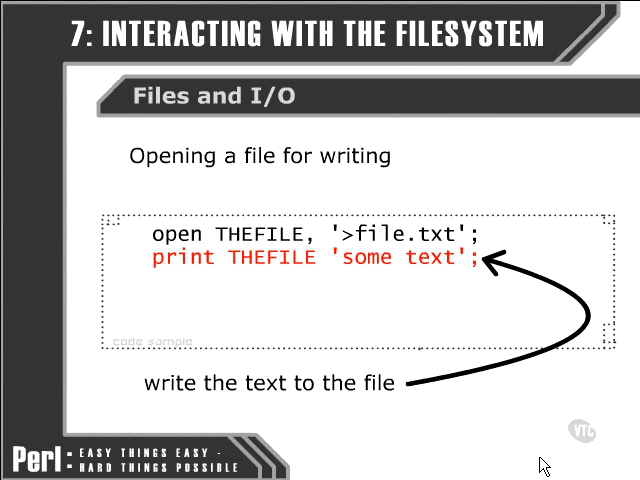 7: INTERACTING WITH THE FILESYSTEM
Files and I/O
Opening a file for writing
open THEFILE, '>file.txt';
print THEFILE 'some text';
code sample
write the text to the file
VTC
Perl: EASY THINGS EASY -
HARD THINGS POSSIBLE